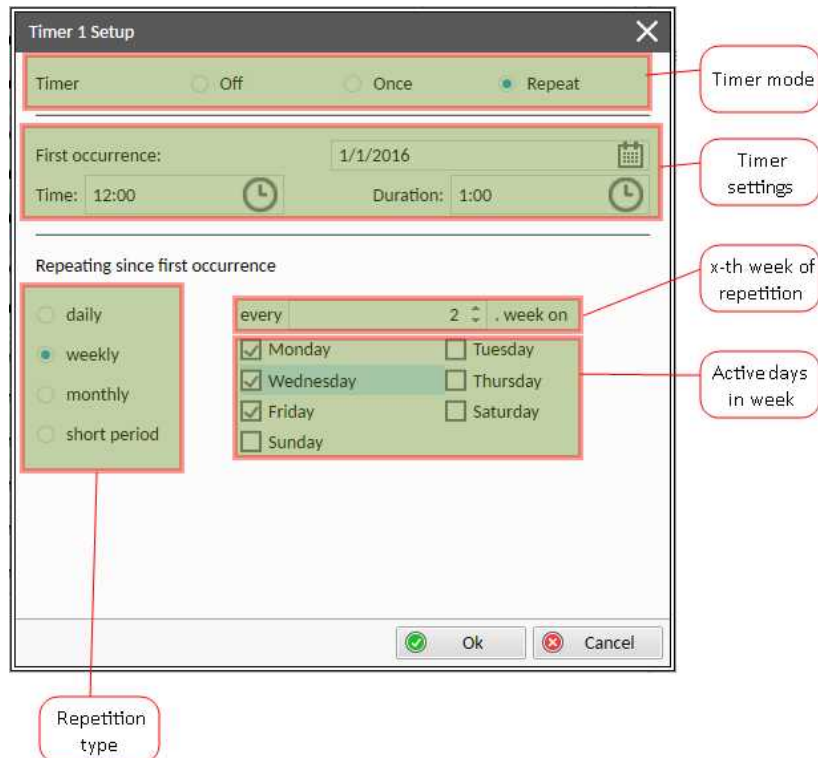 Timer 1 Setup
Timer Off Once Repeat
Timer mode
First occurrence: 1/1/2016
Time: 12:00 Duration: 1:00
Timer
settings
Repeating since first occurrence
x-th week of
repetition
daily
weekly
monthly
short period
every 2 . week on
Monday Tuesday
Wednesday Thursday
Friday Saturday
Sunday
Active days
in week
Ok Cancel
Repetition
type